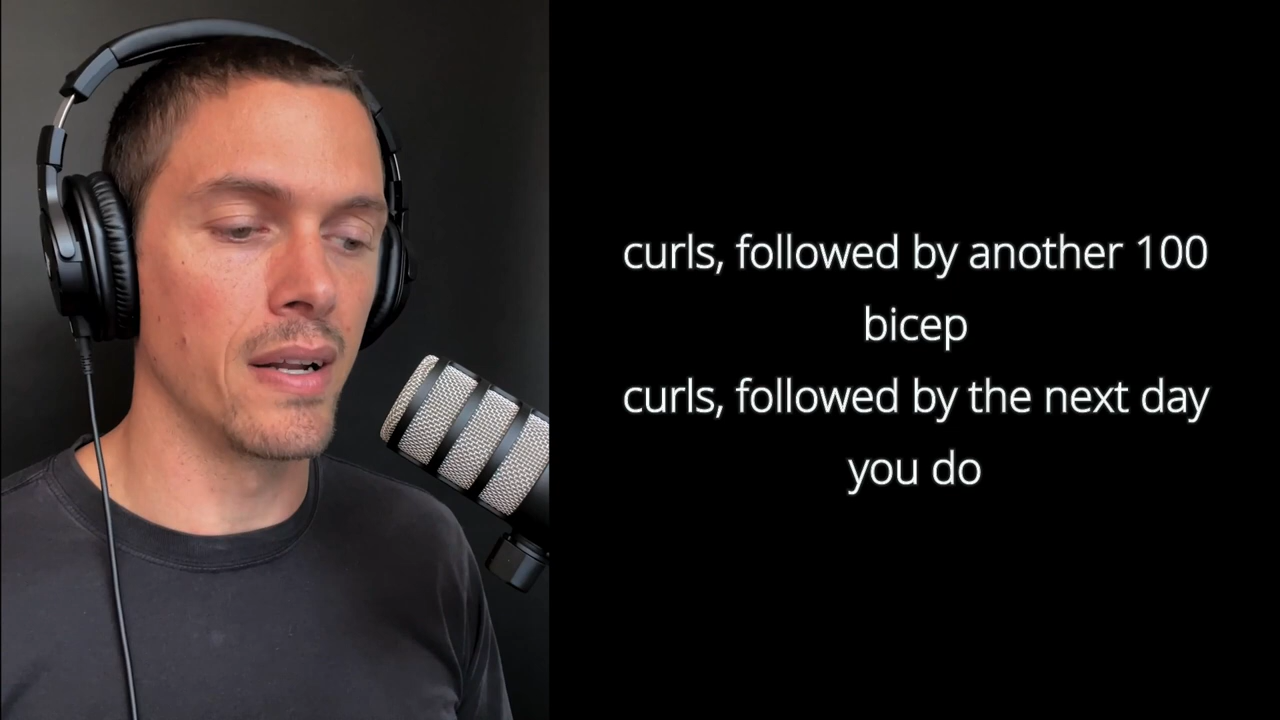 curls, followed by another 100
bicep
curls, followed by the next day
you do